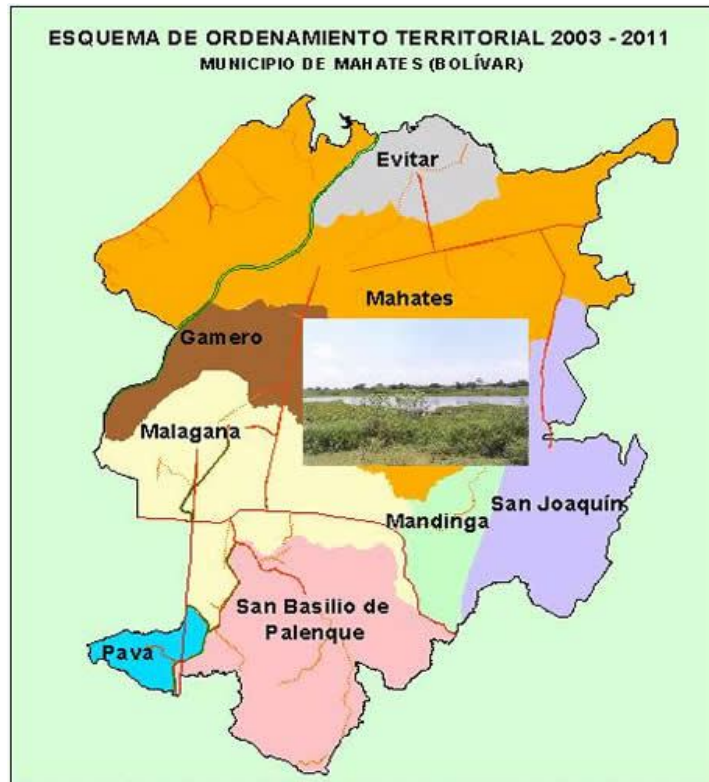 ESQUEMA DE ORDENAMIENTO TERRITORIAL 2003 - 2011
MUNICIPIO DE MAHATES (BOLÍVAR)
Evítar
Mahates
Gamero
Malagana
San Joaquín
Mandinga
San Basilio de
Palenque
Pava